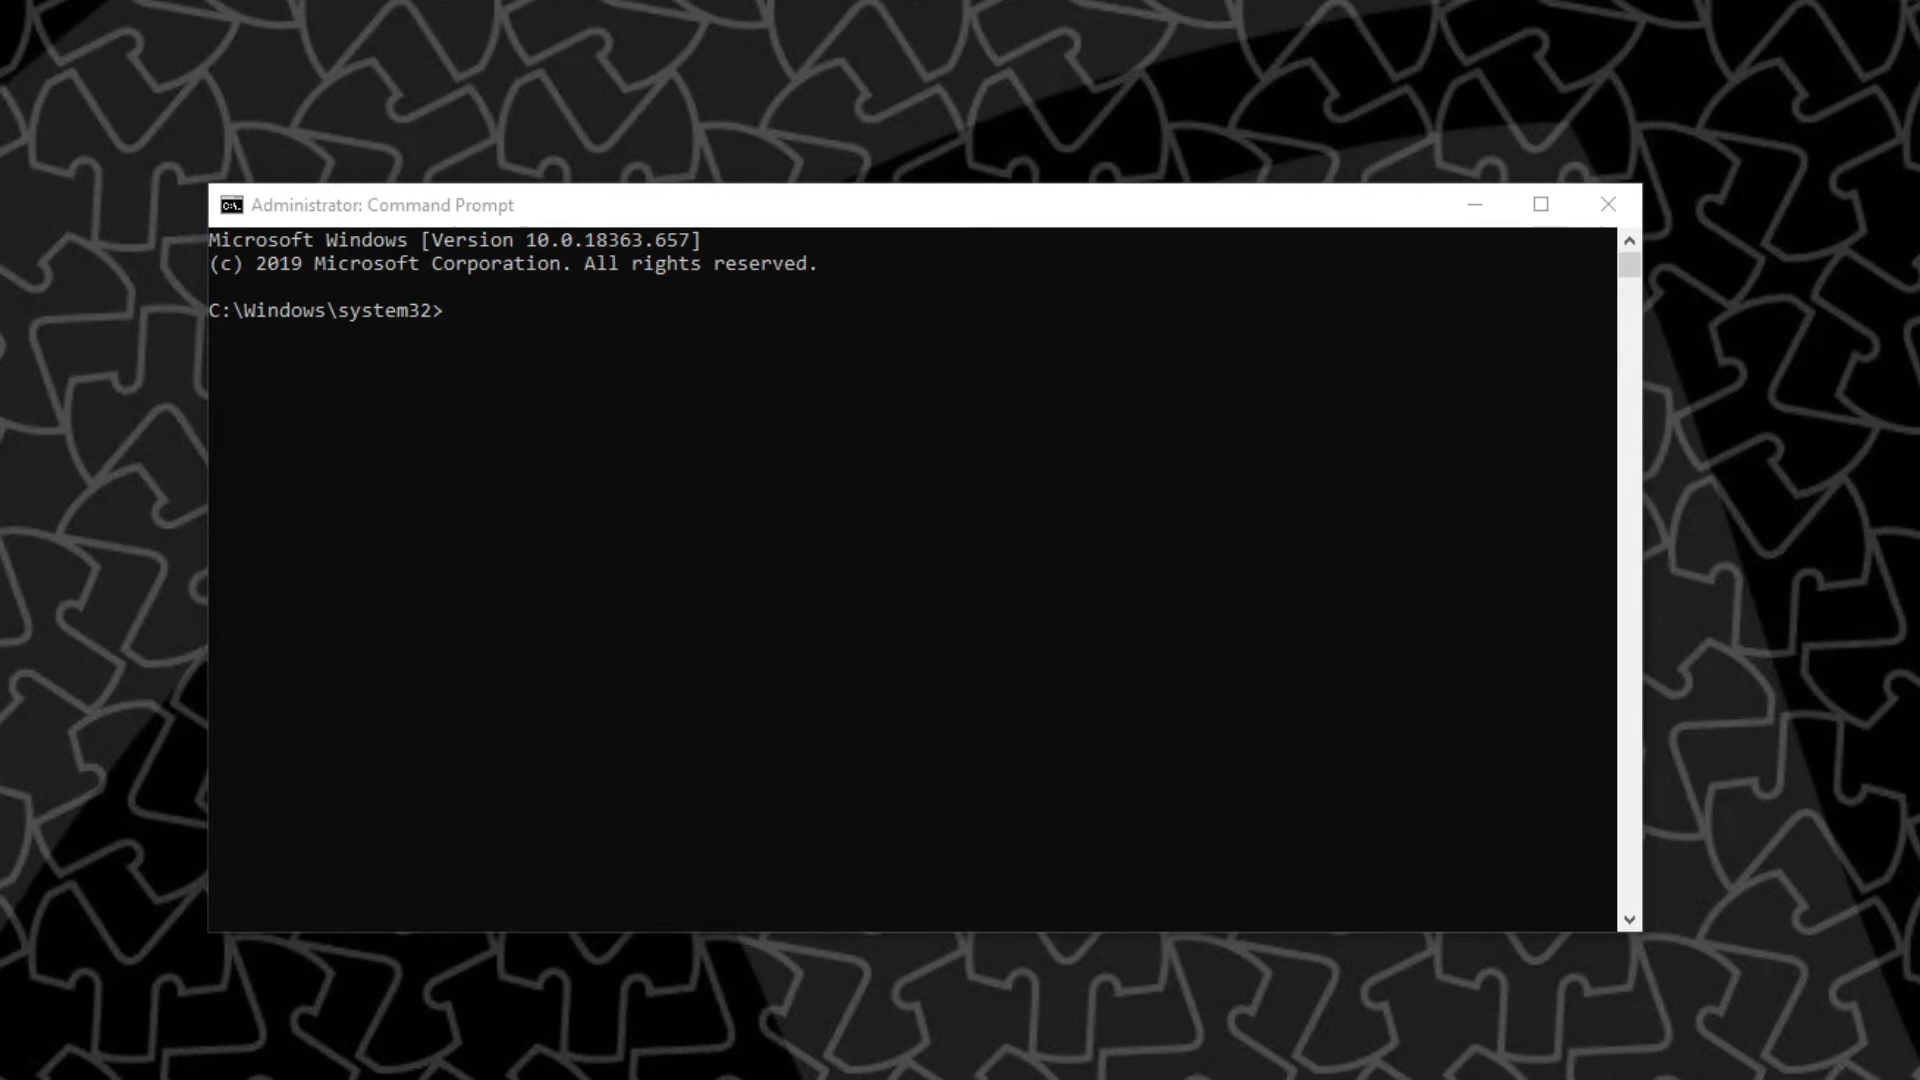 Administrator: Command Prompt
Microsoft Windows [Version 10.0.18363.657]
(c) 2019 Microsoft Corporation. All rights reserved.
C:\Windows\system32>